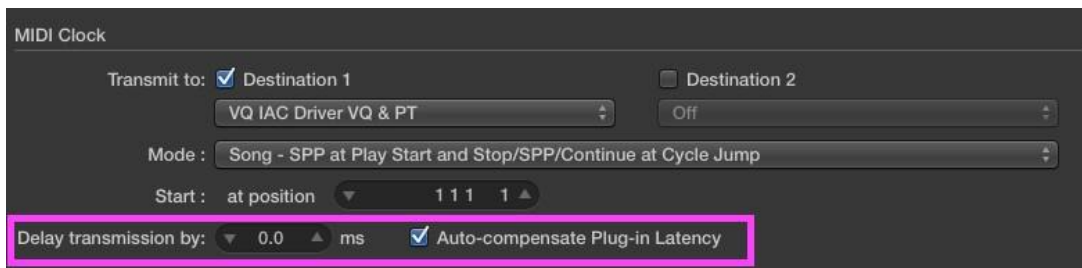 MIDI Clock
Transmit to: Destination 1 Destination 2
VQ IAC Driver VQ & PT Off
Mode : Song - SPP at Play Start and Stop/SPP/Continue at Cycle Jump
Start : at position 1 1 1 1
Delay transmission by: 0.0 ms Auto-compensate Plug-in Latency